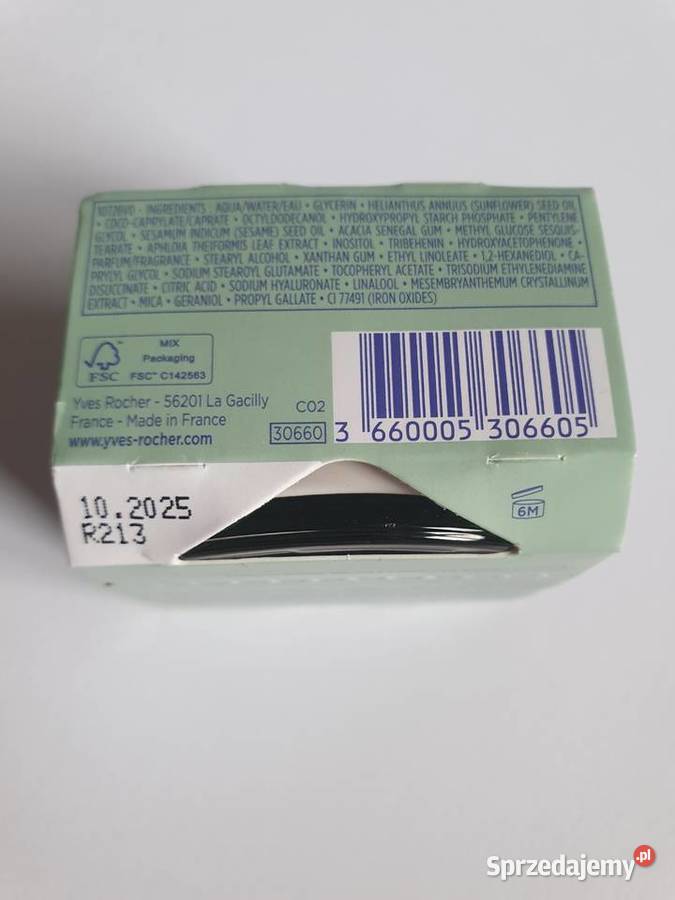 10726V0 • INGREDIENTS : AQUA/WATER/EAU • GLYCERIN • HELIANTHUS ANNUUS (SUNFLOWER) SEED OIL
• COCO-CAPRYLATE/CAPRATE • OCTYLDODECANOL • HYDROXYPROPYL STARCH PHOSPHATE • PENTYLENE
GLYCOL • SESAMUM INDICUM (SESAME) SEED OIL • ACACIA SENEGAL GUM • METHYL GLUCOSE SESQUIS-
TEARATE • APHLOIA THEIFORMIS LEAF EXTRACT • INOSITOL • TRIBEHENIN • HYDROXYACETOPHENONE •
PARFUM/FRAGRANCE • STEARYL ALCOHOL • XANTHAN GUM • ETHYL LINOLEATE • 1,2-HEXANEDIOL • CA-
PRYLYL GLYCOL • SODIUM STEAROYL GLUTAMATE • TOCOPHERYL ACETATE • TRISODIUM ETHYLENEDIAMINE
DISUCCINATE • CITRIC ACID • SODIUM HYALURONATE • LINALOOL • MESEMBRYANTHEMUM CRYSTALLINUM
EXTRACT • MICA • GERANIOL • PROPYL GALLATE • CI 77491 (IRON OXIDES)
MIX
Packaging
FSC™ C142563
FSC
Yves Rocher - 56201 La Gacilly
France - Made in France
www.yves-rocher.com
C02
30660
3 660005 306605
10.2025
R213
6M
Sprzedajemy.pl